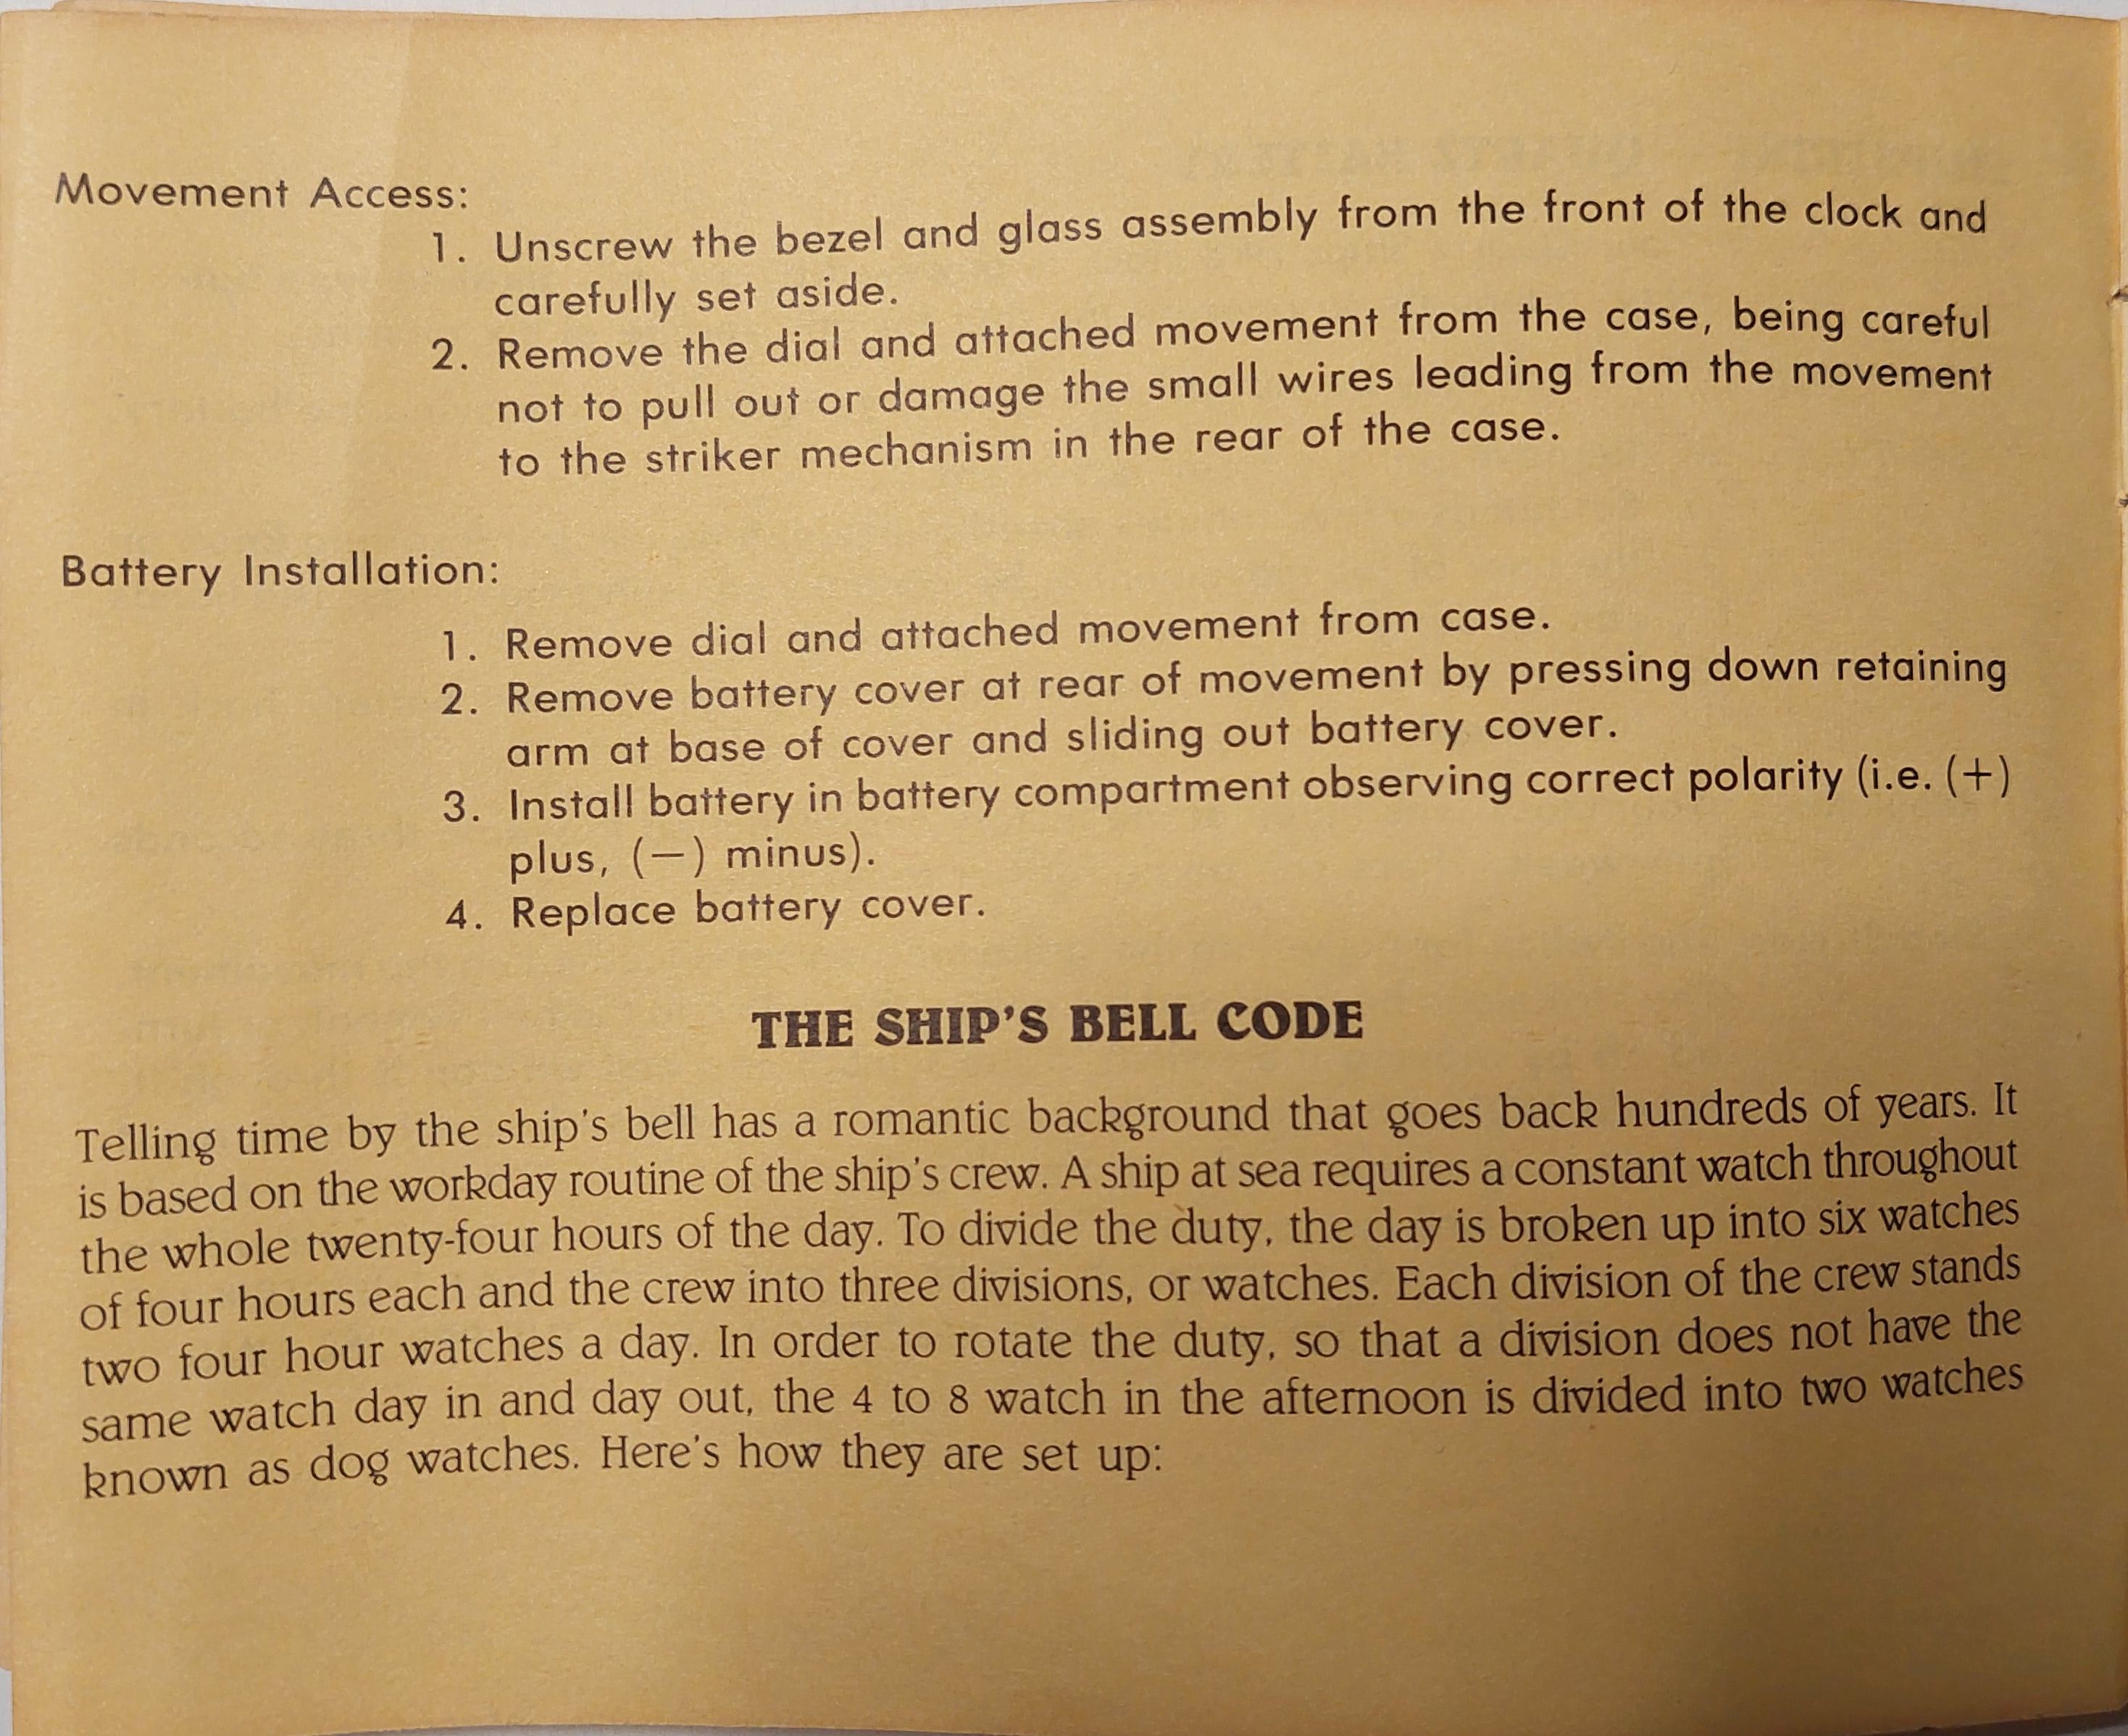 Movement Access:
1. Unscrew the bezel and glass assembly from the front of the clock and
carefully set aside.
2. Remove the dial and attached movement from the case, being careful
not to pull out or damage the small wires leading from the movement
to the striker mechanism in the rear of the case.
Battery Installation:
1. Remove dial and attached movement from case.
2. Remove battery cover at rear of movement by pressing down retaining
arm at base of cover and sliding out battery cover.
3. Install battery in battery compartment observing correct polarity (i.e. (+)
plus, (—) minus).
4. Replace battery cover.
THE SHIP'S BELL CODE
Telling time by the ship's bell has a romantic background that goes back hundreds of years. It
is based on the workday routine of the ship's crew. A ship at sea requires a constant watch throughout
the whole twenty-four hours of the day. To divide the duty, the day is broken up into six watches
of four hours each and the crew into three divisions, or watches. Each division of the crew stands
two four hour watches a day. In order to rotate the duty, so that a division does not have the
same watch day in and day out, the 4 to 8 watch in the afternoon is divided into two watches
known as dog watches. Here's how they are set up: